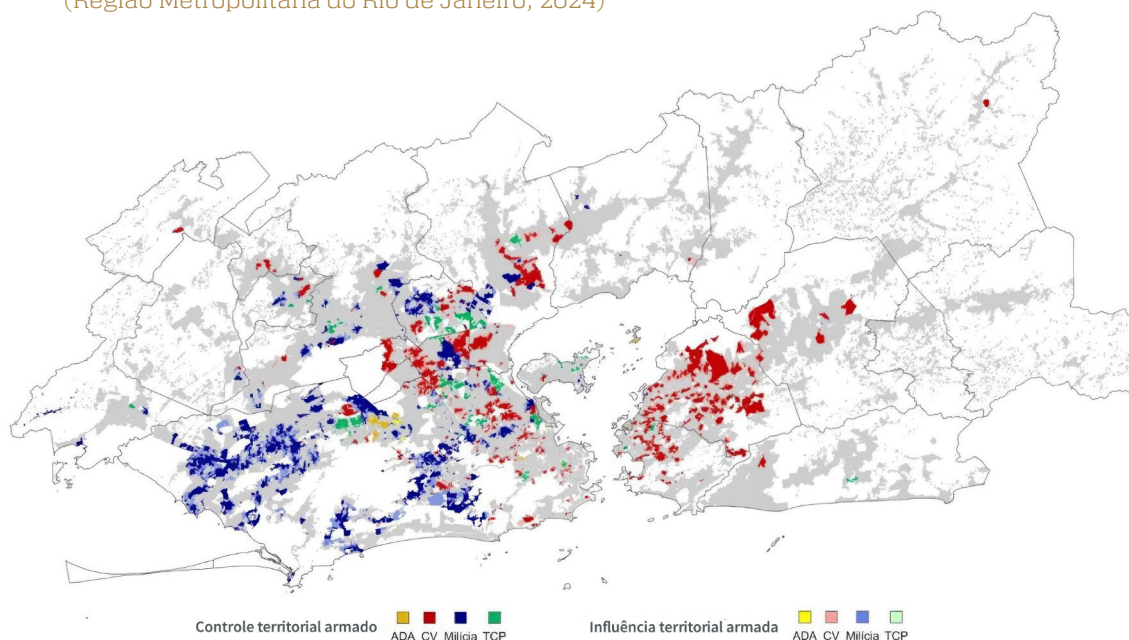 (Região Metropolitana do Rio de Janeiro, 2024)
Controle territorial armado ADA CV Milícia TCP
Influência territorial armada ADA CV Milícia TCP